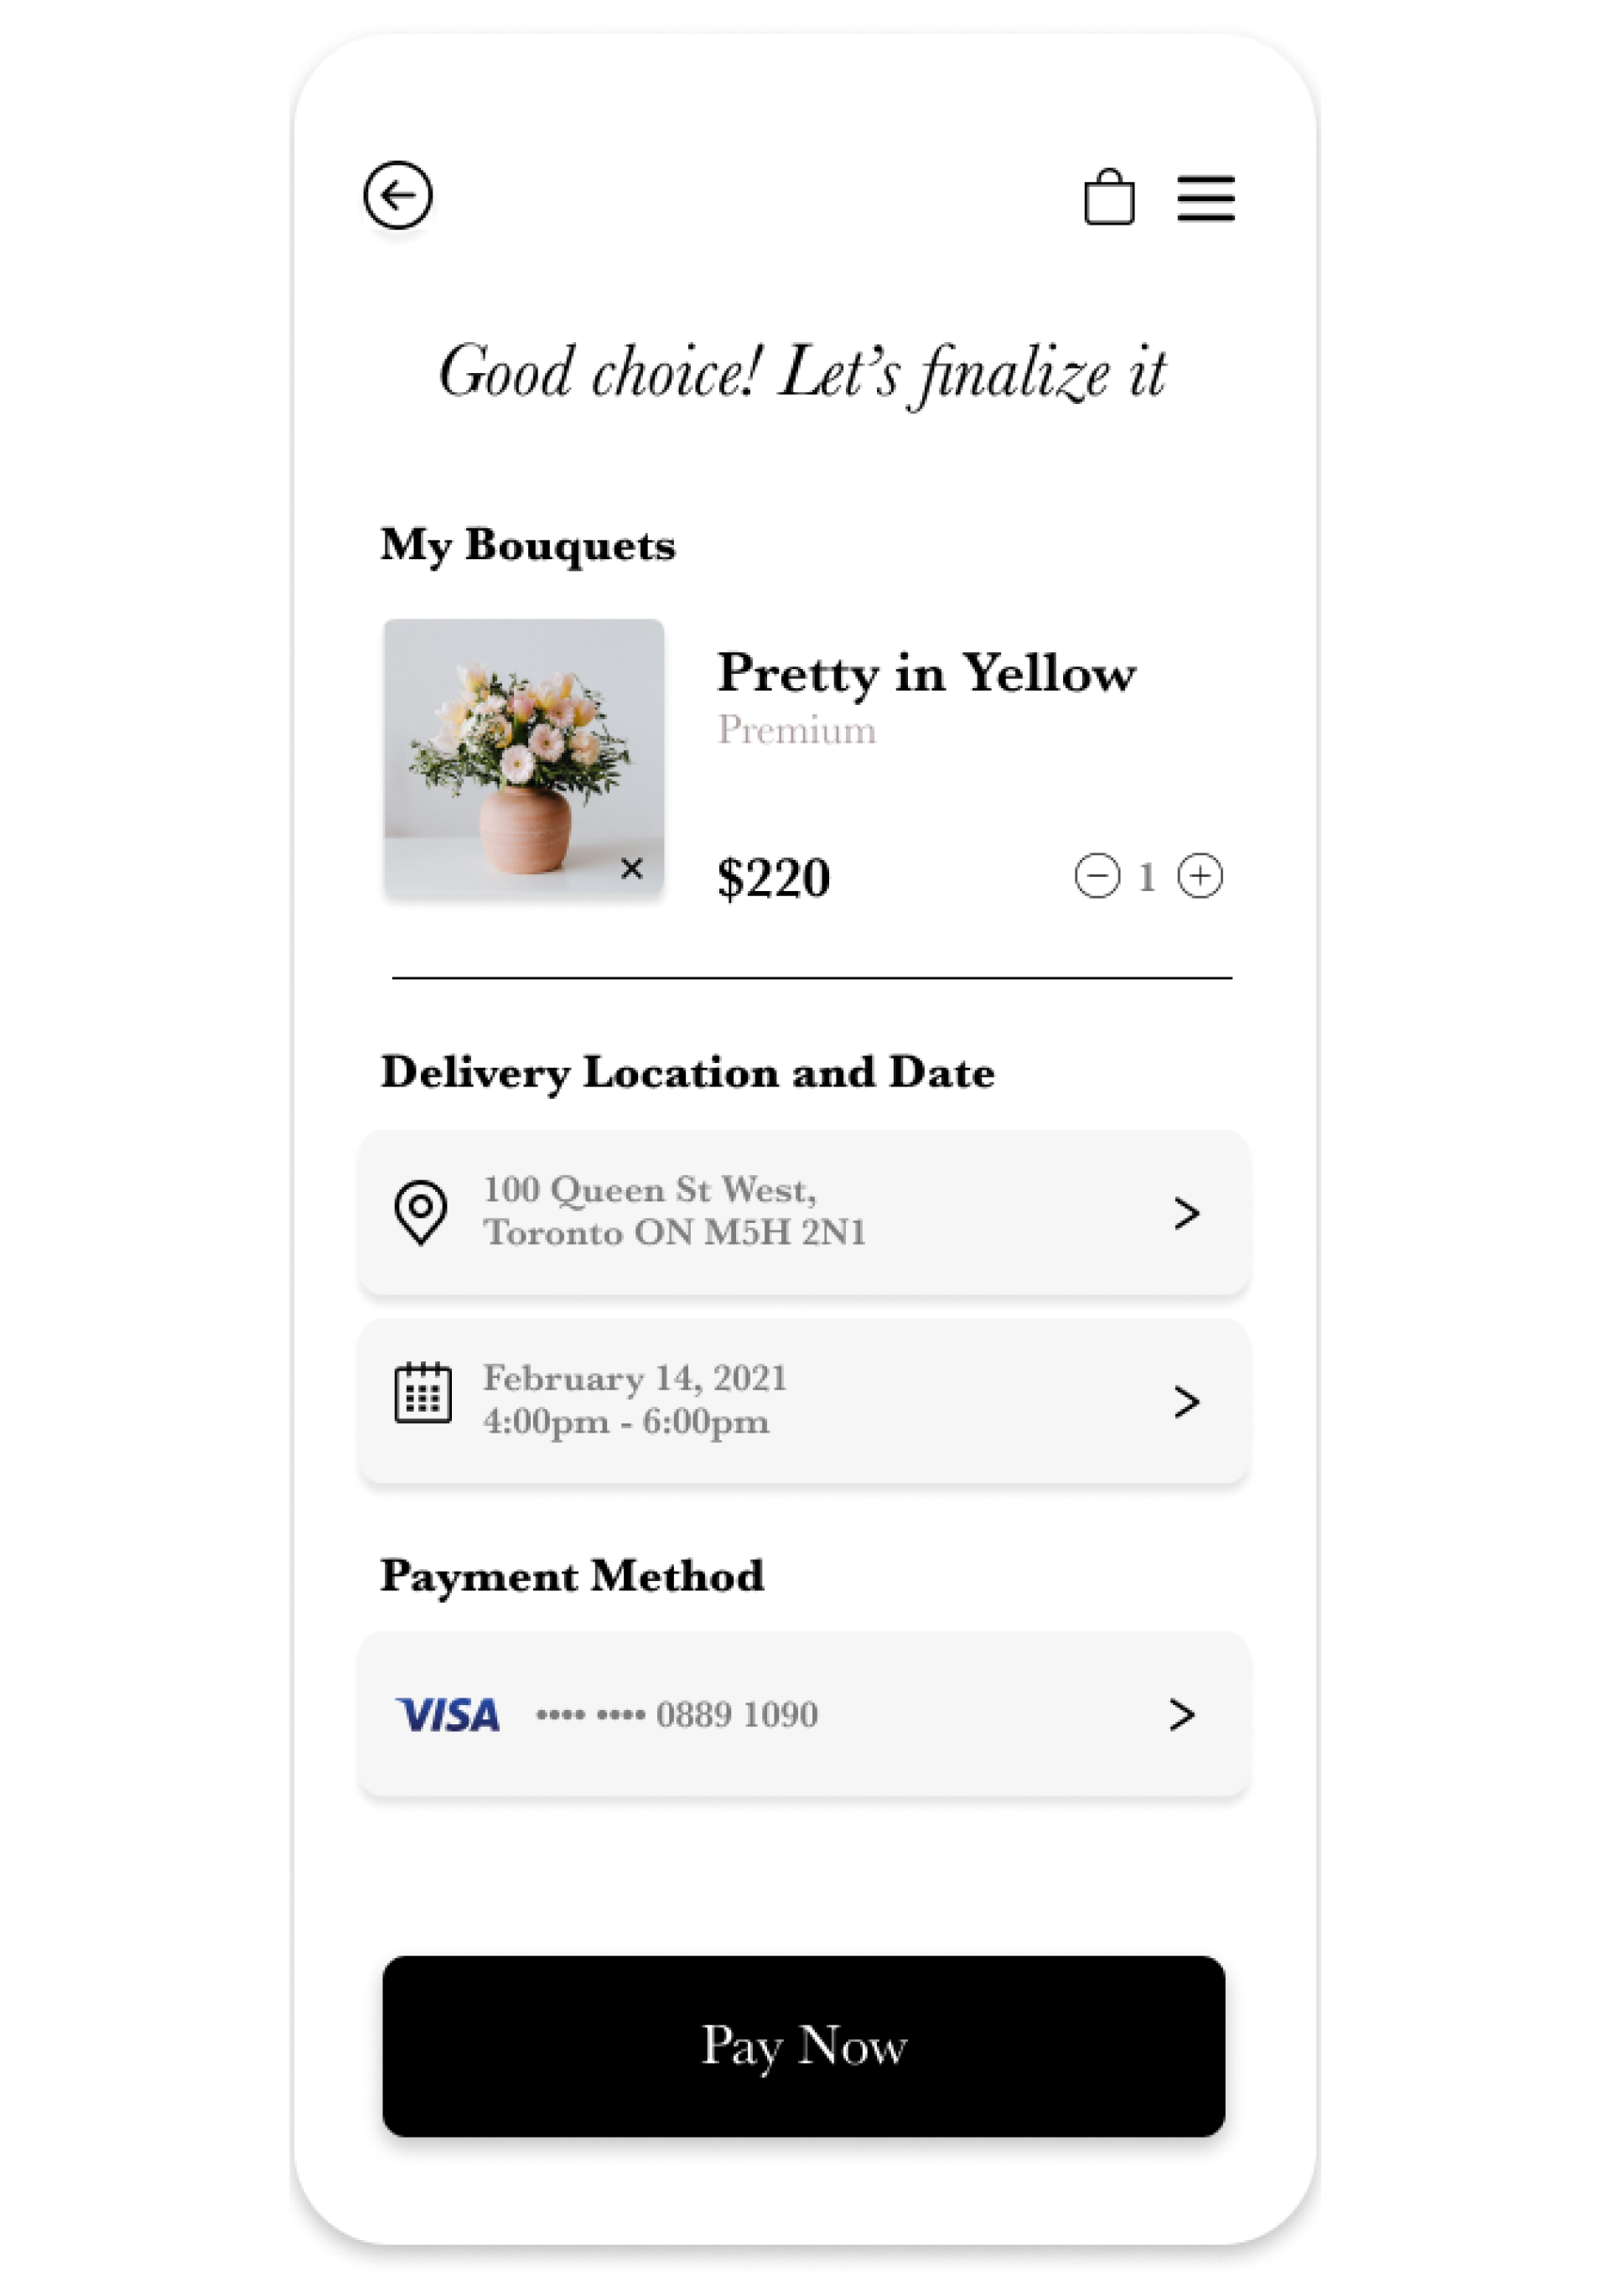 Good choice! Let’s finalize it
My Bouquets
Pretty in Yellow
Premium
$220
1
Delivery Location and Date
100 Queen St West,
Toronto ON M5H 2N1
February 14, 2021
4:00pm - 6:00pm
Payment Method
VISA •••• •••• 0889 1090
Pay Now